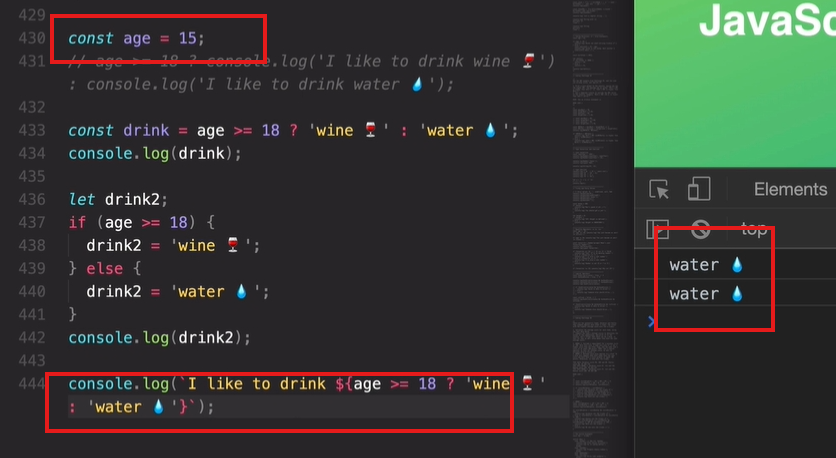 429
430 const age = 15;
431 // age >= 18 ? console.log('I like to drink wine 🍷')
: console.log('I like to drink water 💧');
432
433 const drink = age >= 18 ? 'wine 🍷' : 'water 💧';
434 console.log(drink);
435
436 let drink2;
437 if (age >= 18) {
438 drink2 = 'wine 🍷';
439 } else {
440 drink2 = 'water 💧';
441 }
442 console.log(drink2);
443
444 console.log(`I like to drink ${age >= 18 ? 'wine 🍷'
: 'water 💧'}`);
JavaSc
Elements
top
water 💧
water 💧
>